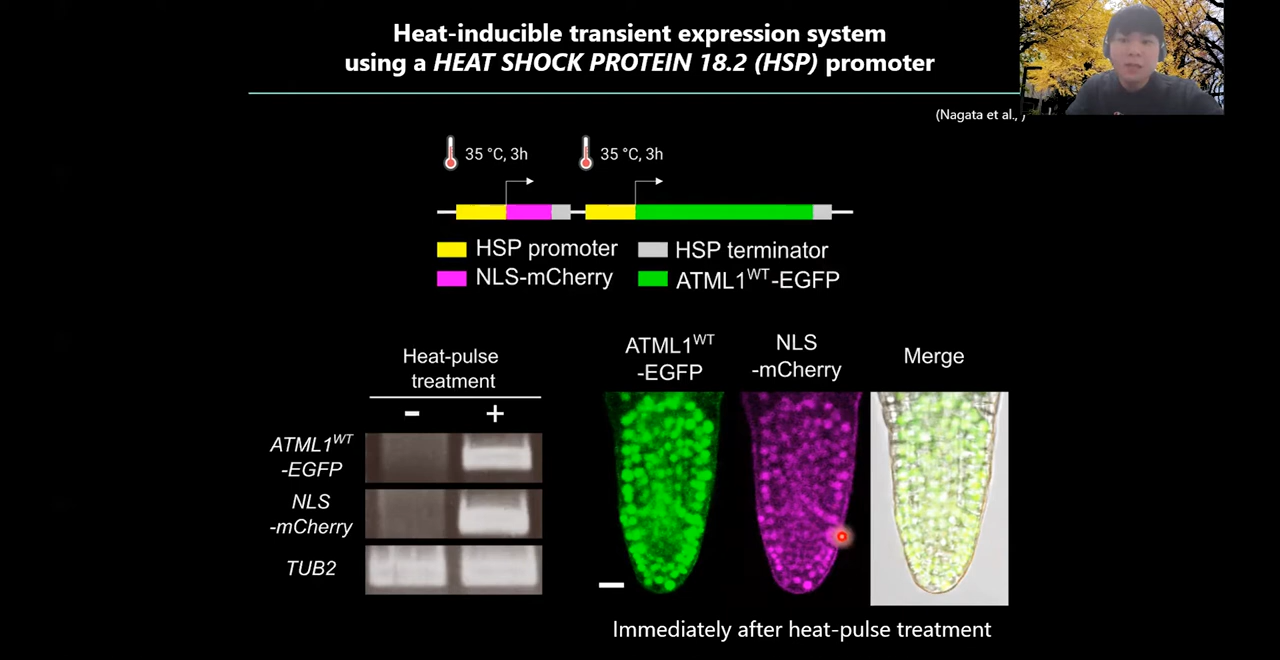 Heat-inducible transient expression system
using a HEAT SHOCK PROTEIN 18.2 (HSP) promoter
(Nagata et al.,
35 °C, 3h
35 °C, 3h
HSP promoter
HSP terminator
NLS-mCherry
ATML1WT-EGFP
Heat-pulse
treatment
− +
ATML1WT
-EGFP
NLS
-mCherry
TUB2
ATML1WT
-EGFP
NLS
-mCherry
Merge
Immediately after heat-pulse treatment